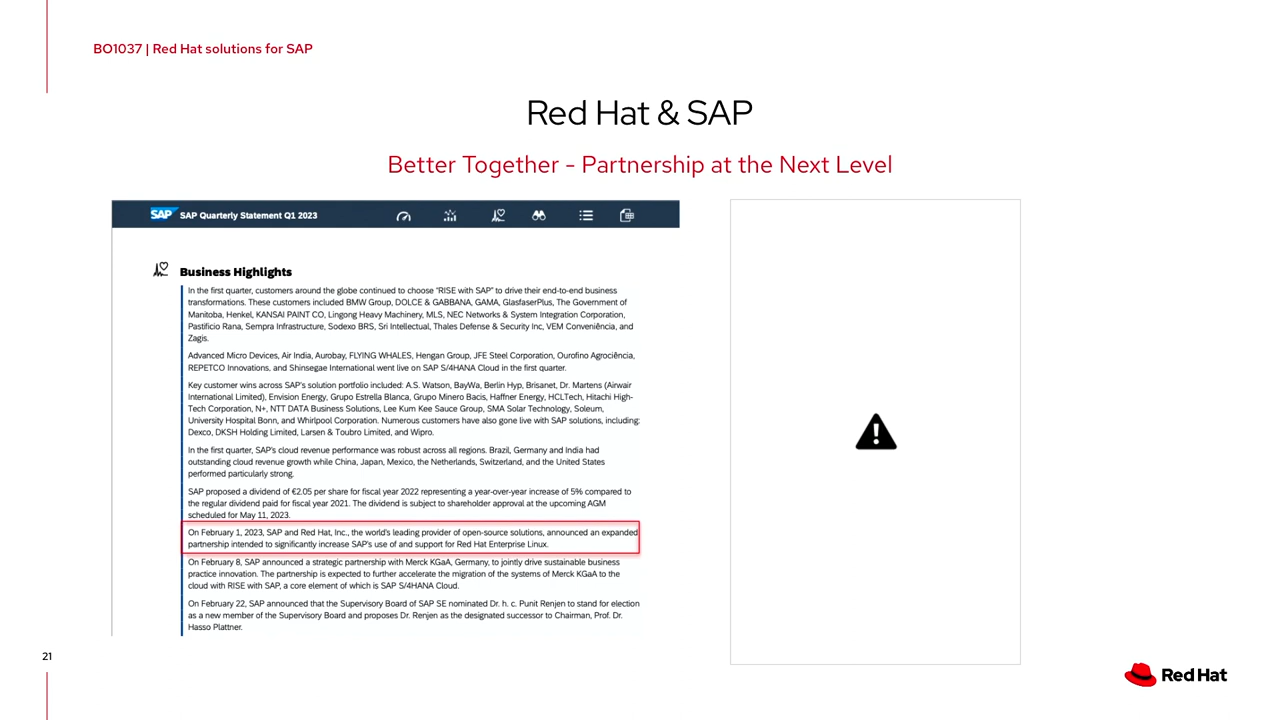 BO1037 | Red Hat solutions for SAP
Red Hat & SAP
Better Together - Partnership at the Next Level
SAP SAP Quarterly Statement Q1 2023
Business Highlights
In the first quarter, customers around the globe continued to choose “RISE with SAP” to drive their end-to-end business
transformations. These customers included BMW Group, DOLCE & GABBANA, GAMA, GlasfaserPlus, The Government of
Manitoba, Henkel, KANSAI PAINT CO, Lingong Heavy Machinery, MLS, NEC Networks & System Integration Corporation,
Pastificio Rana, Sempra Infrastructure, Sodexo BRS, Sri Intellectual, Thales Defense & Security Inc, VEM Conveniência, and
Zagis.
Advanced Micro Devices, Air India, Aurobay, FLYING WHALES, Hengan Group, JFE Steel Corporation, Ourofino Agrociência,
REPETCO Innovations, and Shinsegae International went live on SAP S/4HANA Cloud in the first quarter.
Key customer wins across SAP’s solution portfolio included: A.S. Watson, BayWa, Berlin Hyp, Brisanet, Dr. Martens (Airwair
International Limited), Envision Energy, Grupo Estrella Blanca, Grupo Minero Bacis, Haffner Energy, HCLTech, Hitachi High-
Tech Corporation, N+, NTT DATA Business Solutions, Lee Kum Kee Sauce Group, SMA Solar Technology, Soleum,
University Hospital Bonn, and Whirlpool Corporation. Numerous customers have also gone live with SAP solutions, including:
Dexco, DKSH Holding Limited, Larsen & Toubro Limited, and Wipro.
In the first quarter, SAP’s cloud revenue performance was robust across all regions. Brazil, Germany and India had
outstanding cloud revenue growth while China, Japan, Mexico, the Netherlands, Switzerland, and the United States
performed particularly strong.
SAP proposed a dividend of €2.05 per share for fiscal year 2022 representing a year-over-year increase of 5% compared to
the regular dividend paid for fiscal year 2021. The dividend is subject to shareholder approval at the upcoming AGM
scheduled for May 11, 2023.
On February 1, 2023, SAP and Red Hat, Inc., the world’s leading provider of open-source solutions, announced an expanded
partnership intended to significantly increase SAP’s use of and support for Red Hat Enterprise Linux.
On February 8, SAP announced a strategic partnership with Merck KGaA, Germany, to jointly drive sustainable business
practice innovation. The partnership is expected to further accelerate the migration of the systems of Merck KGaA to the
cloud with RISE with SAP, a core element of which is SAP S/4HANA Cloud.
On February 22, SAP announced that the Supervisory Board of SAP SE nominated Dr. h. c. Punit Renjen to stand for election
as a new member of the Supervisory Board and proposes Dr. Renjen as the designated successor to Chairman, Prof. Dr.
Hasso Plattner.
21
Red Hat